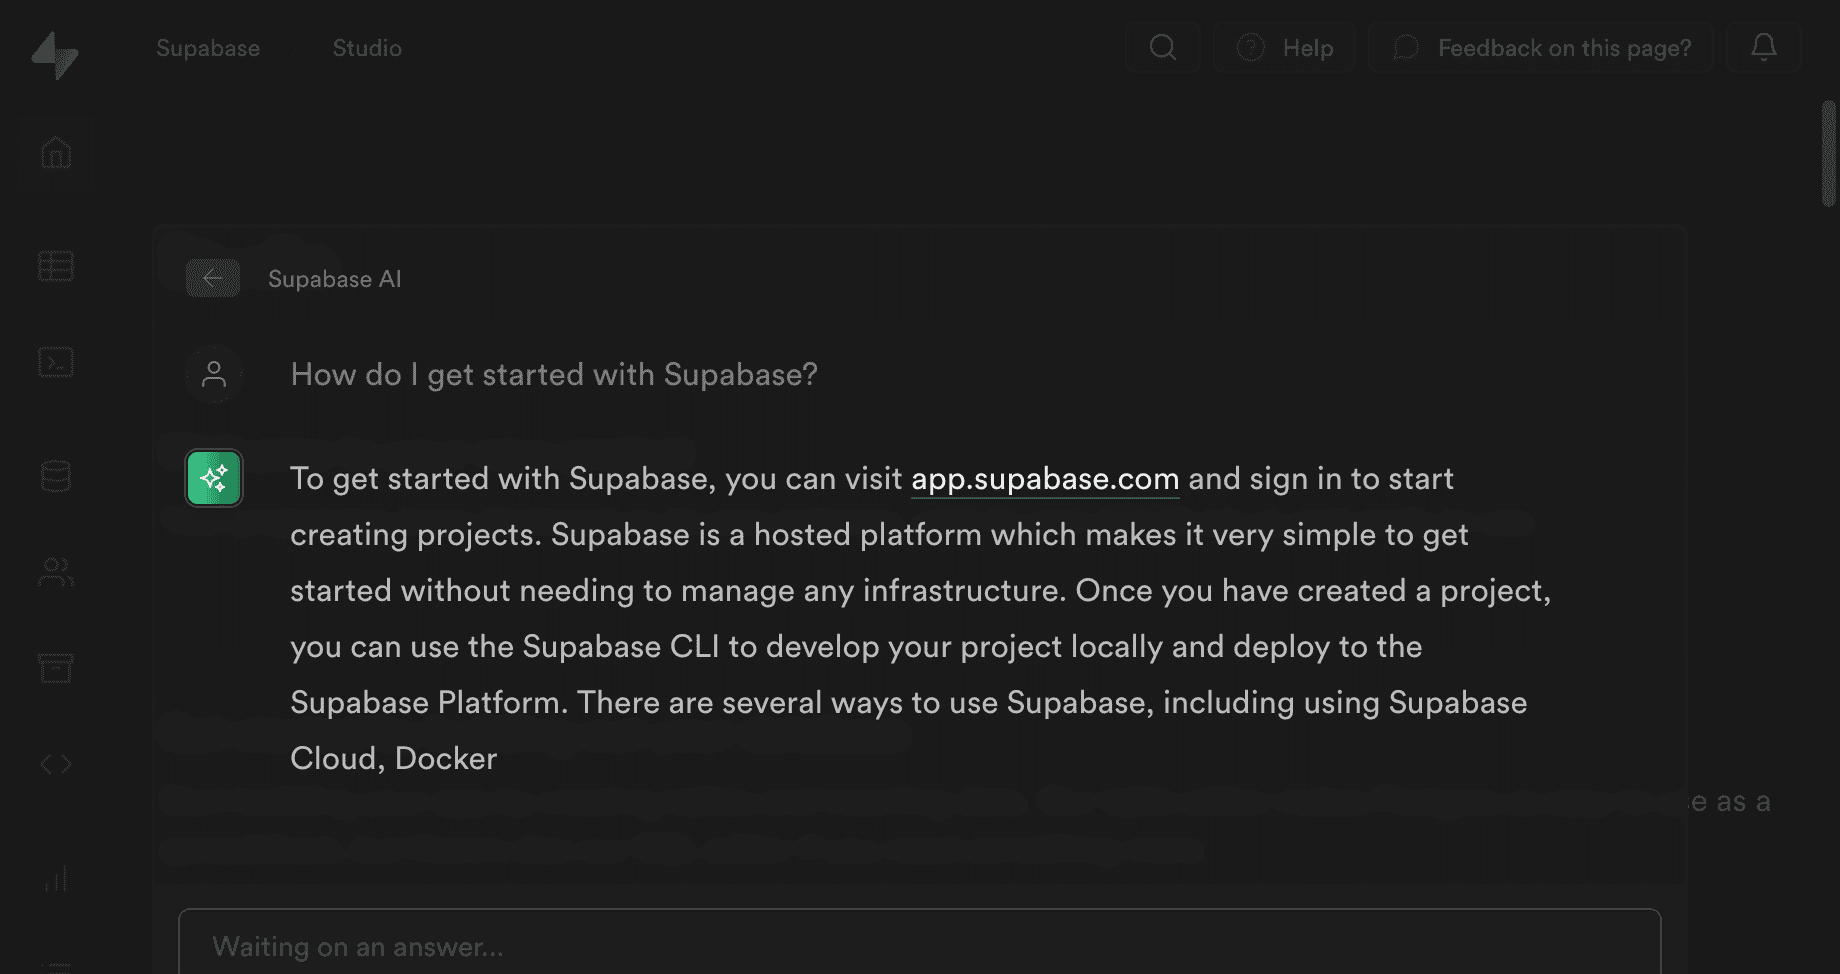 Supabase
Studio
Help
Feedback on this page?
Supabase AI
How do I get started with Supabase?
To get started with Supabase, you can visit app.supabase.com and sign in to start
creating projects. Supabase is a hosted platform which makes it very simple to get
started without needing to manage any infrastructure. Once you have created a project,
you can use the Supabase CLI to develop your project locally and deploy to the
Supabase Platform. There are several ways to use Supabase, including using Supabase
Cloud, Docker
as a
Waiting on an answer...